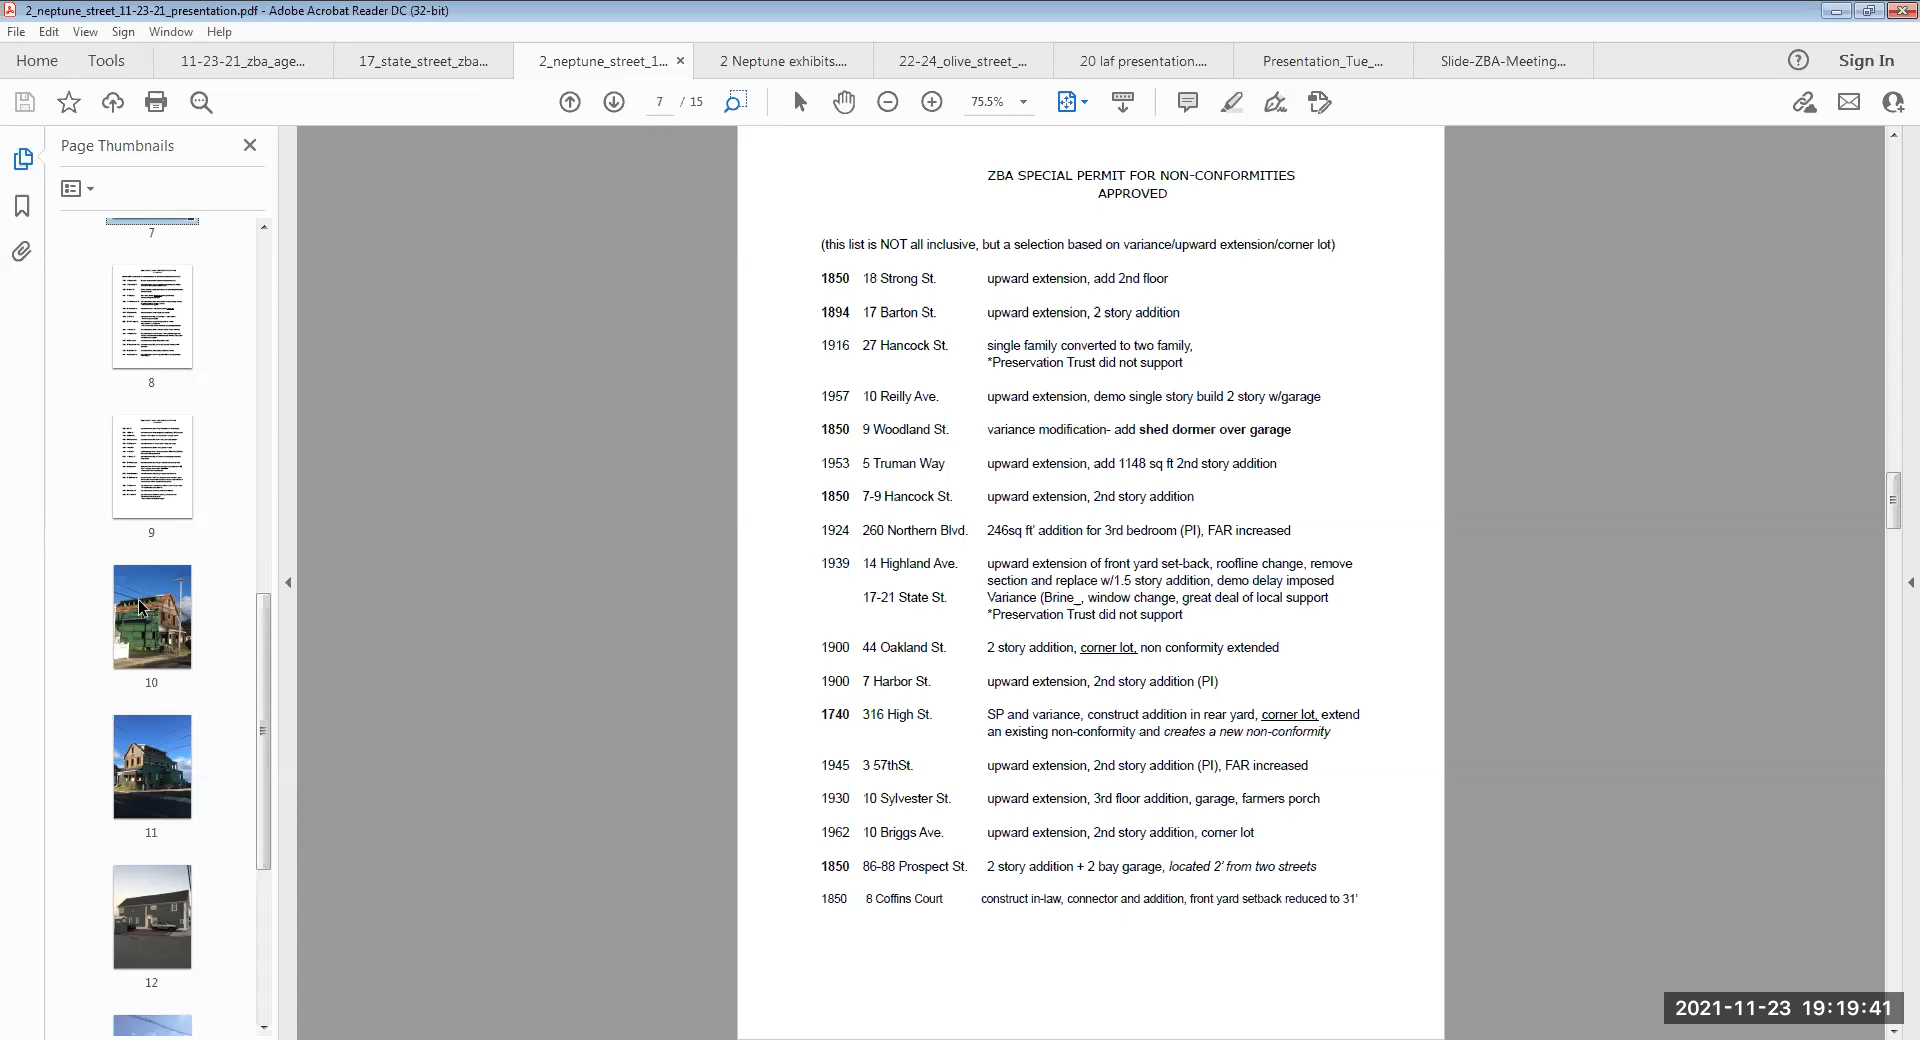 2_neptune_street_11-23-21_presentation.pdf - Adobe Acrobat Reader DC (32-bit)
File Edit View Sign Window Help
Home Tools 11-23-21_zba_age... 17_state_street_zba... 2_neptune_street_1... 2 Neptune exhibits.... 22-24_olive_street_... 20 laf presentation.... Presentation_Tue_... Slide-ZBA-Meeting... Sign In
7 / 15 75.5%
Page Thumbnails
7
8
9
10
11
12
ZBA SPECIAL PERMIT FOR NON-CONFORMITIES
APPROVED
(this list is NOT all inclusive, but a selection based on variance/upward extension/corner lot)
1850 18 Strong St. upward extension, add 2nd floor
1894 17 Barton St. upward extension, 2 story addition
1916 27 Hancock St. single family converted to two family,
*Preservation Trust did not support
1957 10 Reilly Ave. upward extension, demo single story build 2 story w/garage
1850 9 Woodland St. variance modification- add shed dormer over garage
1953 5 Truman Way upward extension, add 1148 sq ft 2nd story addition
1850 7-9 Hancock St. upward extension, 2nd story addition
1924 260 Northern Blvd. 246sq ft' addition for 3rd bedroom (PI), FAR increased
1939 14 Highland Ave. upward extension of front yard set-back, roofline change, remove
section and replace w/1.5 story addition, demo delay imposed
17-21 State St. Variance (Brine_, window change, great deal of local support
*Preservation Trust did not support
1900 44 Oakland St. 2 story addition, corner lot, non conformity extended
1900 7 Harbor St. upward extension, 2nd story addition (PI)
1740 316 High St. SP and variance, construct addition in rear yard, corner lot, extend
an existing non-conformity and creates a new non-conformity
1945 3 57thSt. upward extension, 2nd story addition (PI), FAR increased
1930 10 Sylvester St. upward extension, 3rd floor addition, garage, farmers porch
1962 10 Briggs Ave. upward extension, 2nd story addition, corner lot
1850 86-88 Prospect St. 2 story addition + 2 bay garage, located 2' from two streets
1850 8 Coffins Court construct in-law, connector and addition, front yard setback reduced to 31'
2021-11-23 19:19:41